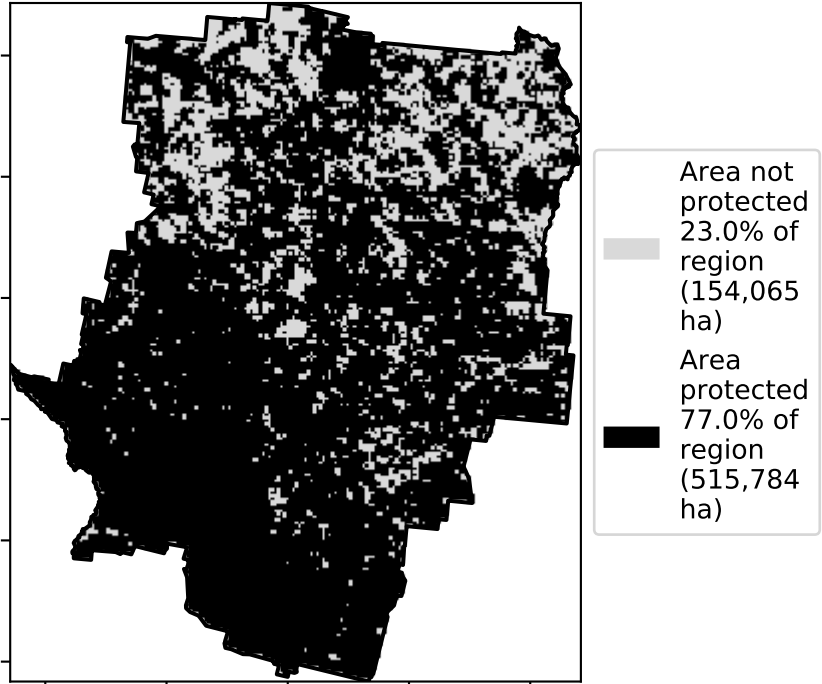 Area not
protected
23.0% of
region
(154,065
ha)
Area
protected
77.0% of
region
(515,784
ha)